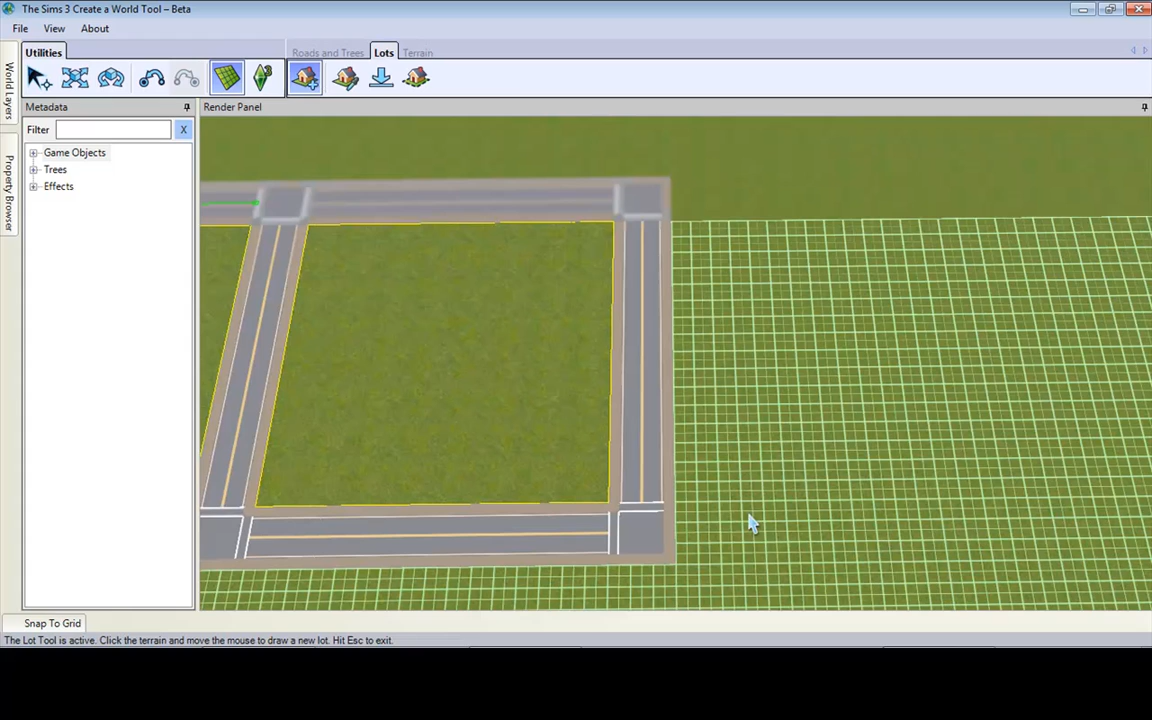 The Sims 3 Create a World Tool – Beta
File View About
Utilities Roads and Trees Lots Terrain
World Layers
Property Browser
Metadata
Render Panel
Filter X
Game Objects
Trees
Effects
Snap To Grid
The Lot Tool is active. Click the terrain and move the mouse to draw a new lot. Hit Esc to exit.